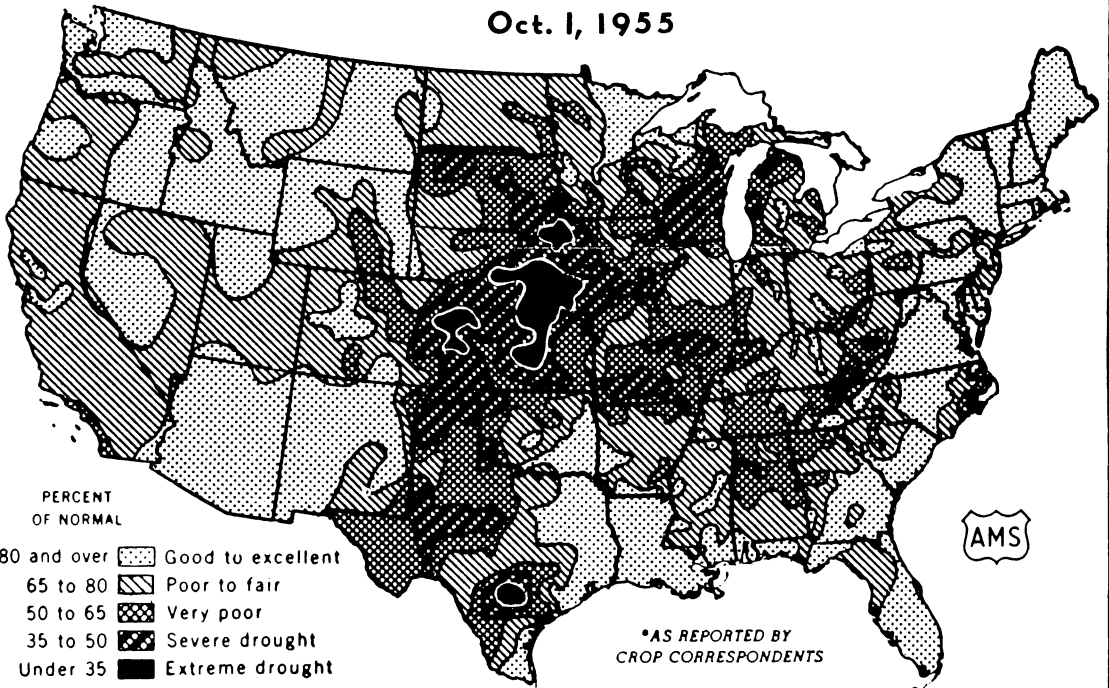 Oct. 1, 1955
PERCENT
OF NORMAL
80 and over Good to excellent
65 to 80 Poor to fair
50 to 65 Very poor
35 to 50 Severe drought
Under 35 Extreme drought
*AS REPORTED BY
CROP CORRESPONDENTS
AMS